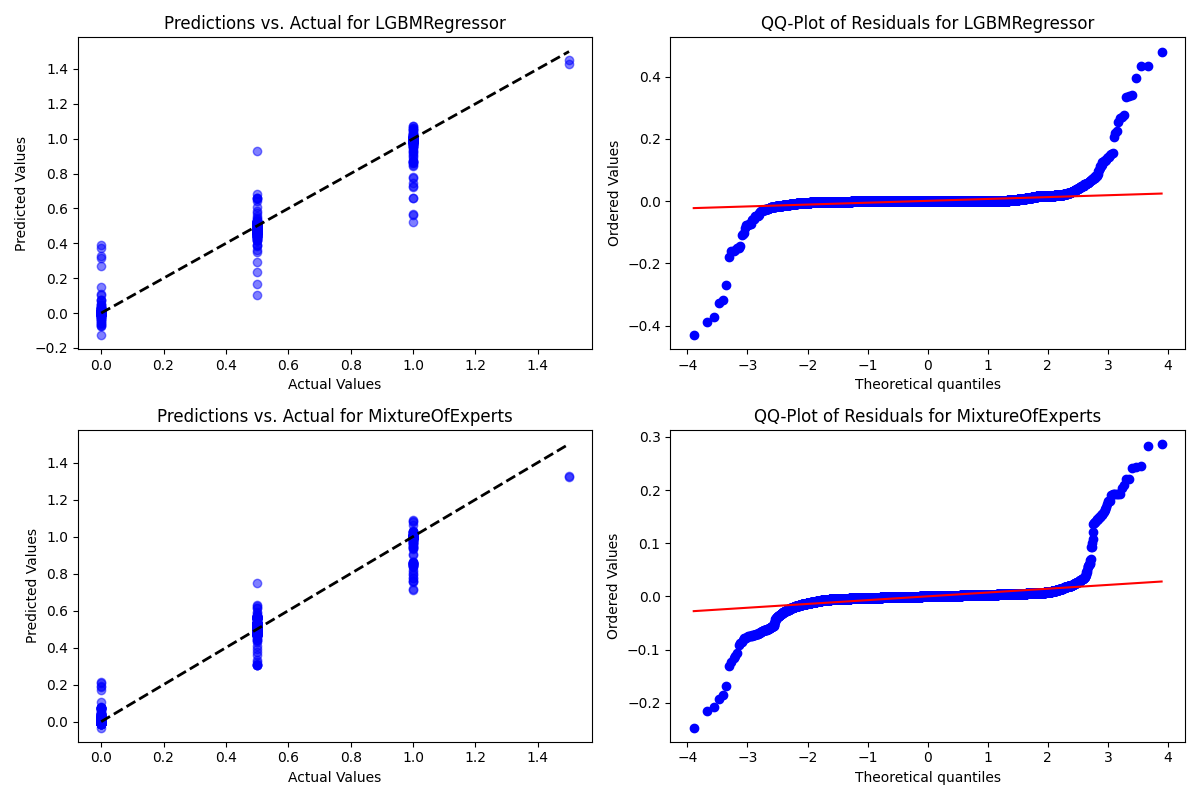 Predictions vs. Actual for LGBMRegressor
Predicted Values
1.4
1.2
1.0
0.8
0.6
0.4
0.2
0.0
−0.2
0.0 0.2 0.4 0.6 0.8 1.0 1.2 1.4
Actual Values
QQ-Plot of Residuals for LGBMRegressor
Ordered Values
0.4
0.2
0.0
−0.2
−0.4
−4 −3 −2 −1 0 1 2 3 4
Theoretical quantiles
Predictions vs. Actual for MixtureOfExperts
Predicted Values
1.4
1.2
1.0
0.8
0.6
0.4
0.2
0.0
0.0 0.2 0.4 0.6 0.8 1.0 1.2 1.4
Actual Values
QQ-Plot of Residuals for MixtureOfExperts
Ordered Values
0.3
0.2
0.1
0.0
−0.1
−0.2
−4 −3 −2 −1 0 1 2 3 4
Theoretical quantiles